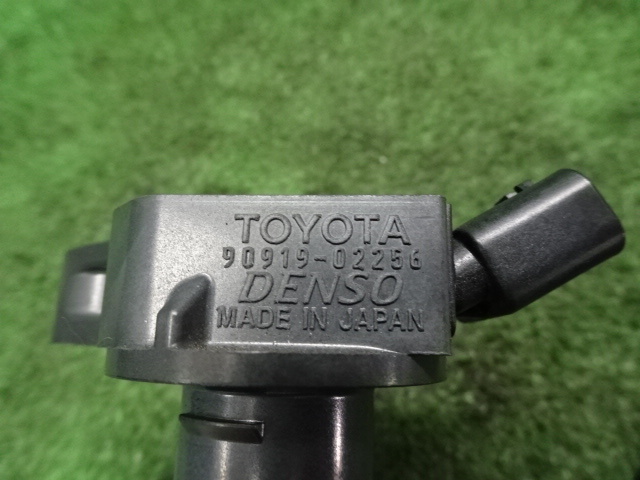 TOYOTA
90919-02256
DENSO
MADE IN JAPAN